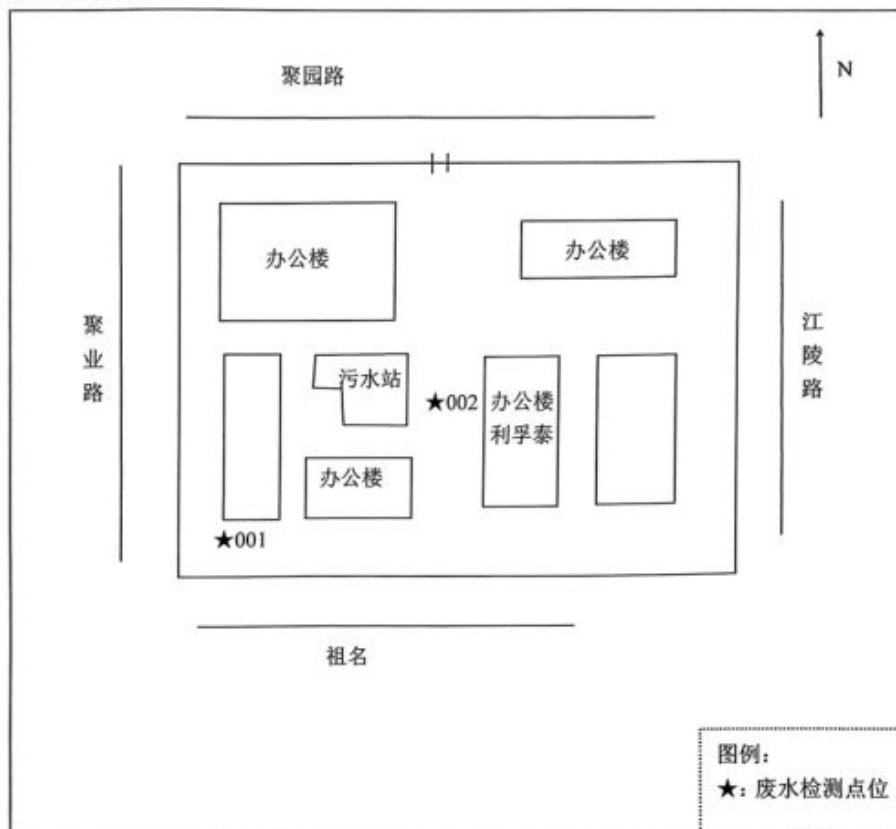 聚园路
N
办公楼
办公楼
聚业路
江陵路
污水站
★002
办公楼
利孚泰
办公楼
★001
祖名
图例：
★：废水检测点位